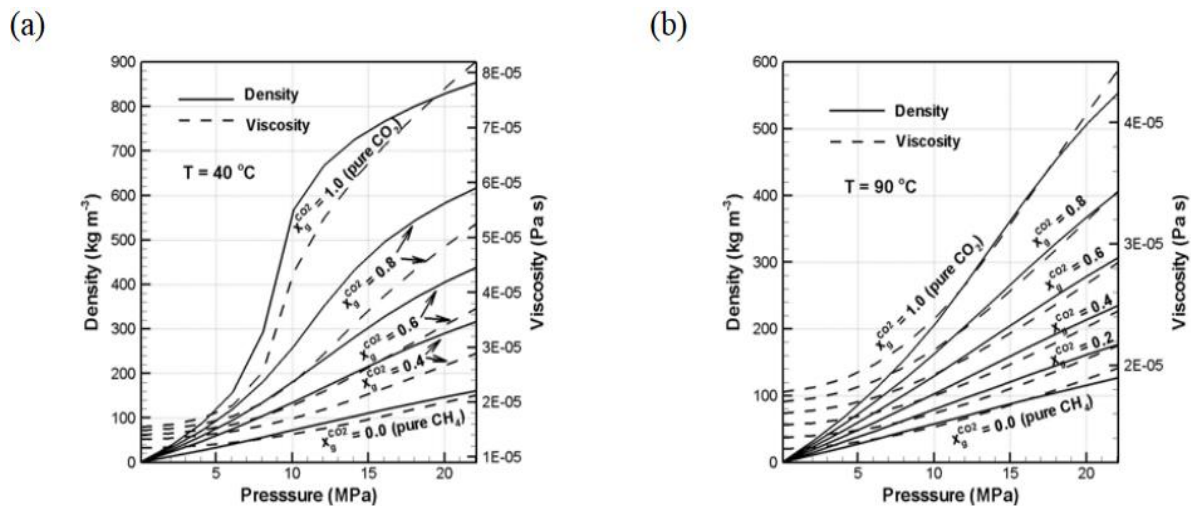 (a)
900
800
700
600
500
400
300
200
100
0
Density (kg m⁻³)
Density
Viscosity
T = 40 °C
x_g^CO2 = 1.0 (pure CO₂)
x_g^CO2 = 0.8
x_g^CO2 = 0.6
x_g^CO2 = 0.4
x_g^CO2 = 0.0 (pure CH₄)
8E-05
7E-05
6E-05
5E-05
4E-05
3E-05
2E-05
1E-05
Viscosity (Pa s)
5 10 15 20
Presssure (MPa)
(b)
600
500
400
300
200
100
0
Density (kg m⁻³)
Density
Viscosity
T = 90 °C
x_g^CO2 = 1.0 (pure CO₂)
x_g^CO2 = 0.8
x_g^CO2 = 0.6
x_g^CO2 = 0.4
x_g^CO2 = 0.2
x_g^CO2 = 0.0 (pure CH₄)
4E-05
3E-05
2E-05
Viscosity (Pa s)
5 10 15 20
Presssure (MPa)